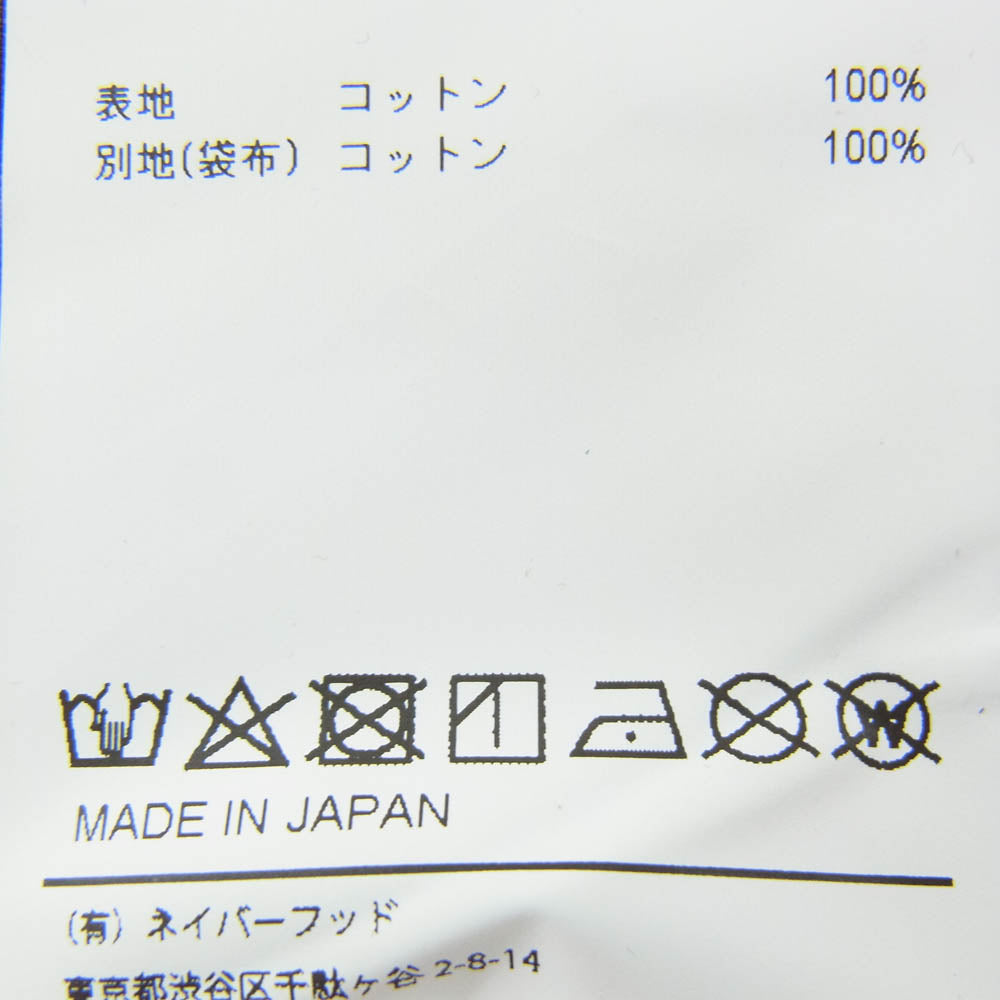 表地 コットン 100%
別地(袋布) コットン 100%
W
MADE IN JAPAN
(有) ネイバーフッド
東京都渋谷区千駄ヶ谷 2-8-14